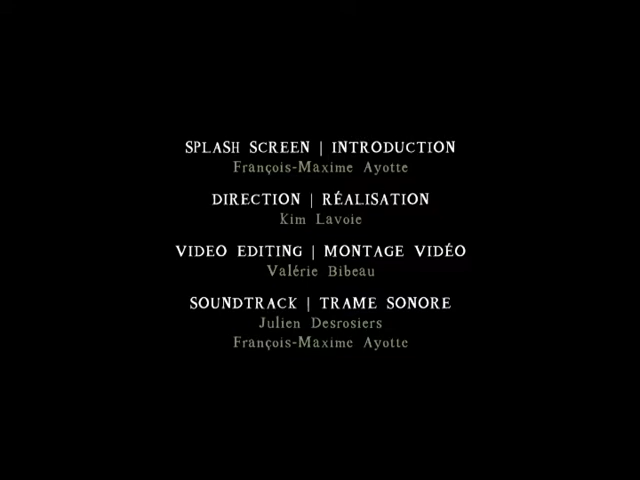 SPLASH SCREEN | INTRODUCTION
François-Maxime Ayotte
DIRECTION | RÉALISATION
Kim Lavoie
VIDEO EDITING | MONTAGE VIDÉO
Valérie Bibeau
SOUNDTRACK | TRAME SONORE
Julien Desrosiers
François-Maxime Ayotte